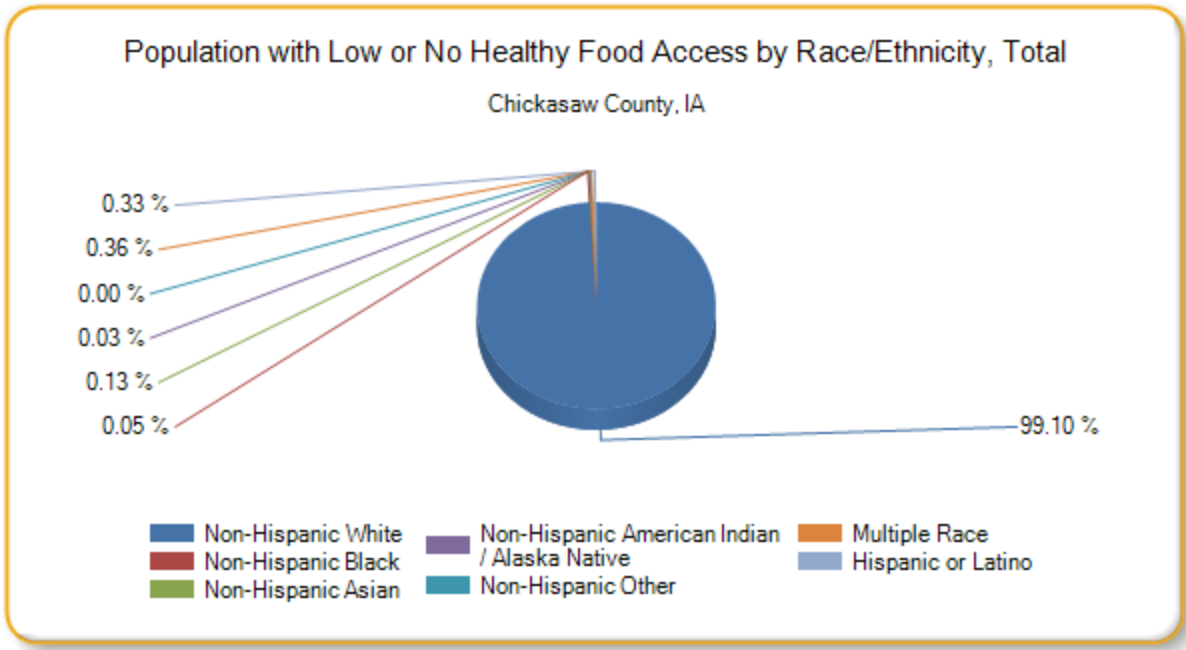 Population with Low or No Healthy Food Access by Race/Ethnicity, Total
Chickasaw County, IA
0.33 %
0.36 %
0.00 %
0.03 %
0.13 %
0.05 %
99.10 %
Non-Hispanic White
Non-Hispanic Black
Non-Hispanic Asian
Non-Hispanic American Indian
/ Alaska Native
Non-Hispanic Other
Multiple Race
Hispanic or Latino